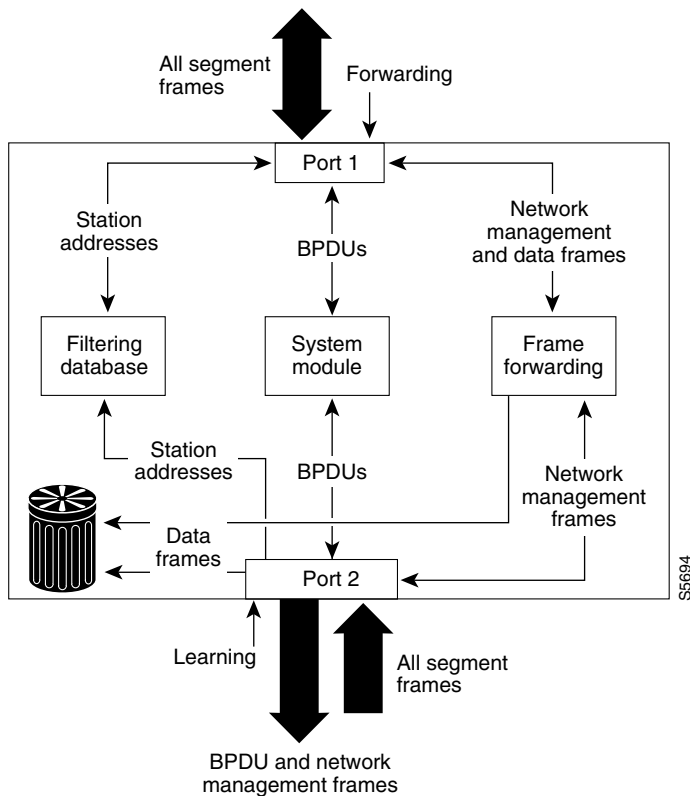 All segment
frames
Forwarding
Port 1
Station
addresses
BPDUs
Network
management
and data frames
Filtering
database
System
module
Frame
forwarding
Station
addresses
BPDUs
Network
management
frames
Data
frames
Port 2
S5694
Learning
All segment
frames
BPDU and network
management frames